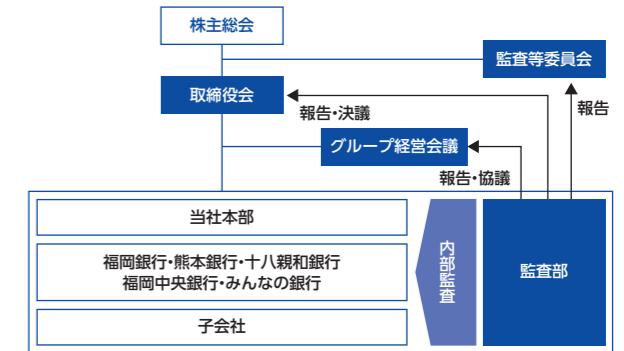 株主総会
監査等委員会
取締役会
報告・決議
報告
グループ経営会議
報告・協議
当社本部
福岡銀行・熊本銀行・十八親和銀行
福岡中央銀行・みんなの銀行
子会社
内部監査
監査部